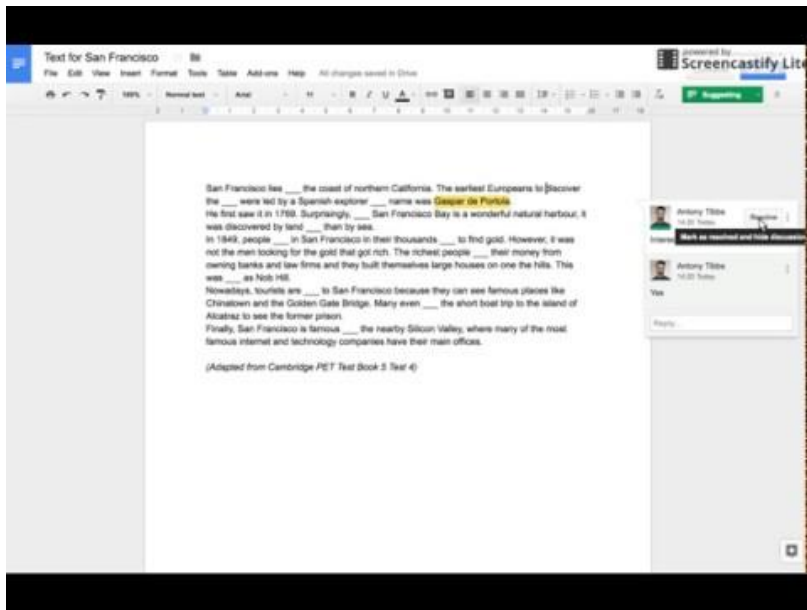 powered by
Screencastify Lite
Text for San Francisco
File Edit View Insert Format Tools Table Add-ons Help All changes saved in Drive
100% Normal text Arial 11 B I U A Suggesting
San Francisco lies ___ the coast of northern California. The earliest Europeans to discover
the ___ were led by a Spanish explorer ___ name was Gaspar de Portola.
He first saw it in 1769. Surprisingly, ___ San Francisco Bay is a wonderful natural harbour, it
was discovered by land ___ than by sea.
In 1849, people ___ in San Francisco in their thousands ___ to find gold. However, it was
not the men looking for the gold that got rich. The richest people ___ their money from
owning banks and law firms and they built themselves large houses on one the hills. This
was ___ as Nob Hill.
Nowadays, tourists are ___ to San Francisco because they can see famous places like
Chinatown and the Golden Gate Bridge. Many even ___ the short boat trip to the island of
Alcatraz to see the former prison.
Finally, San Francisco is famous ___ the nearby Silicon Valley, where many of the most
famous internet and technology companies have their main offices.
(Adapted from Cambridge PET Test Book 5 Test 4)
Antony Tibbs
14:20 Today
Resolve
Mark as resolved and hide discussion
Antony Tibbs
14:20 Today
Yes
Reply...